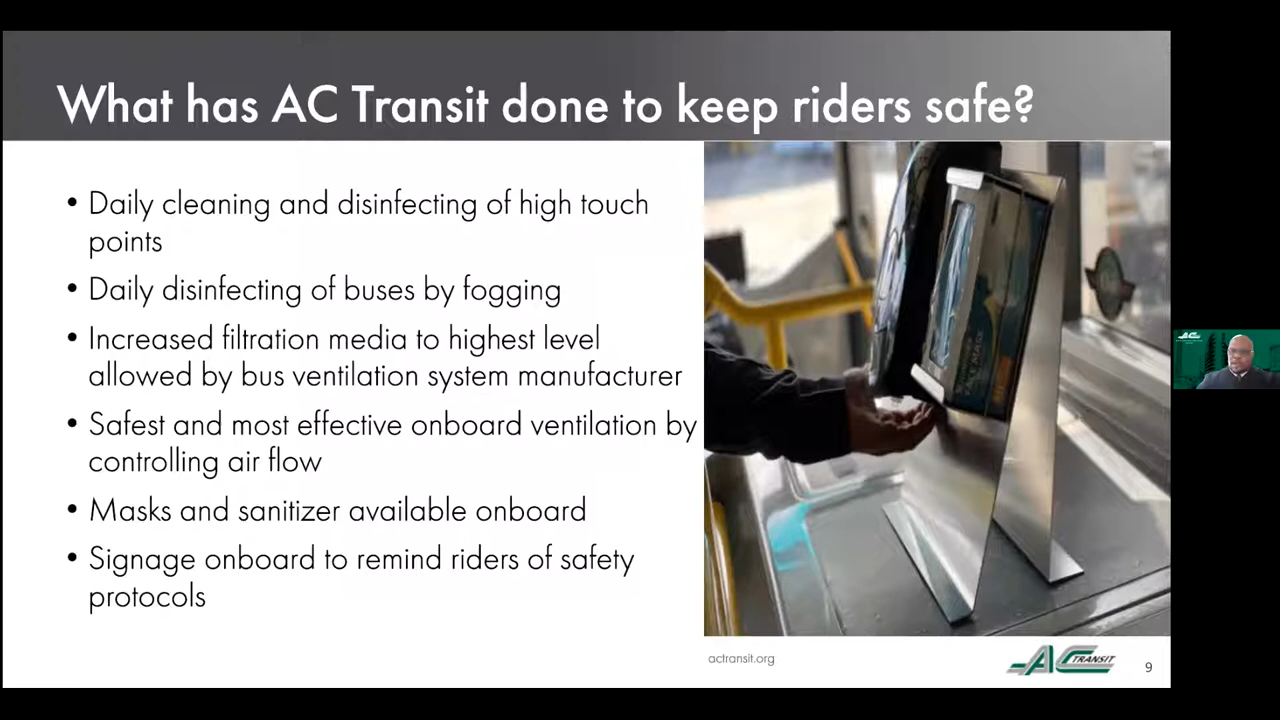 What has AC Transit done to keep riders safe?
• Daily cleaning and disinfecting of high touch
points
• Daily disinfecting of buses by fogging
• Increased filtration media to highest level
allowed by bus ventilation system manufacturer
• Safest and most effective onboard ventilation by
controlling air flow
• Masks and sanitizer available onboard
• Signage onboard to remind riders of safety
protocols
actransit.org
AC TRANSIT
9